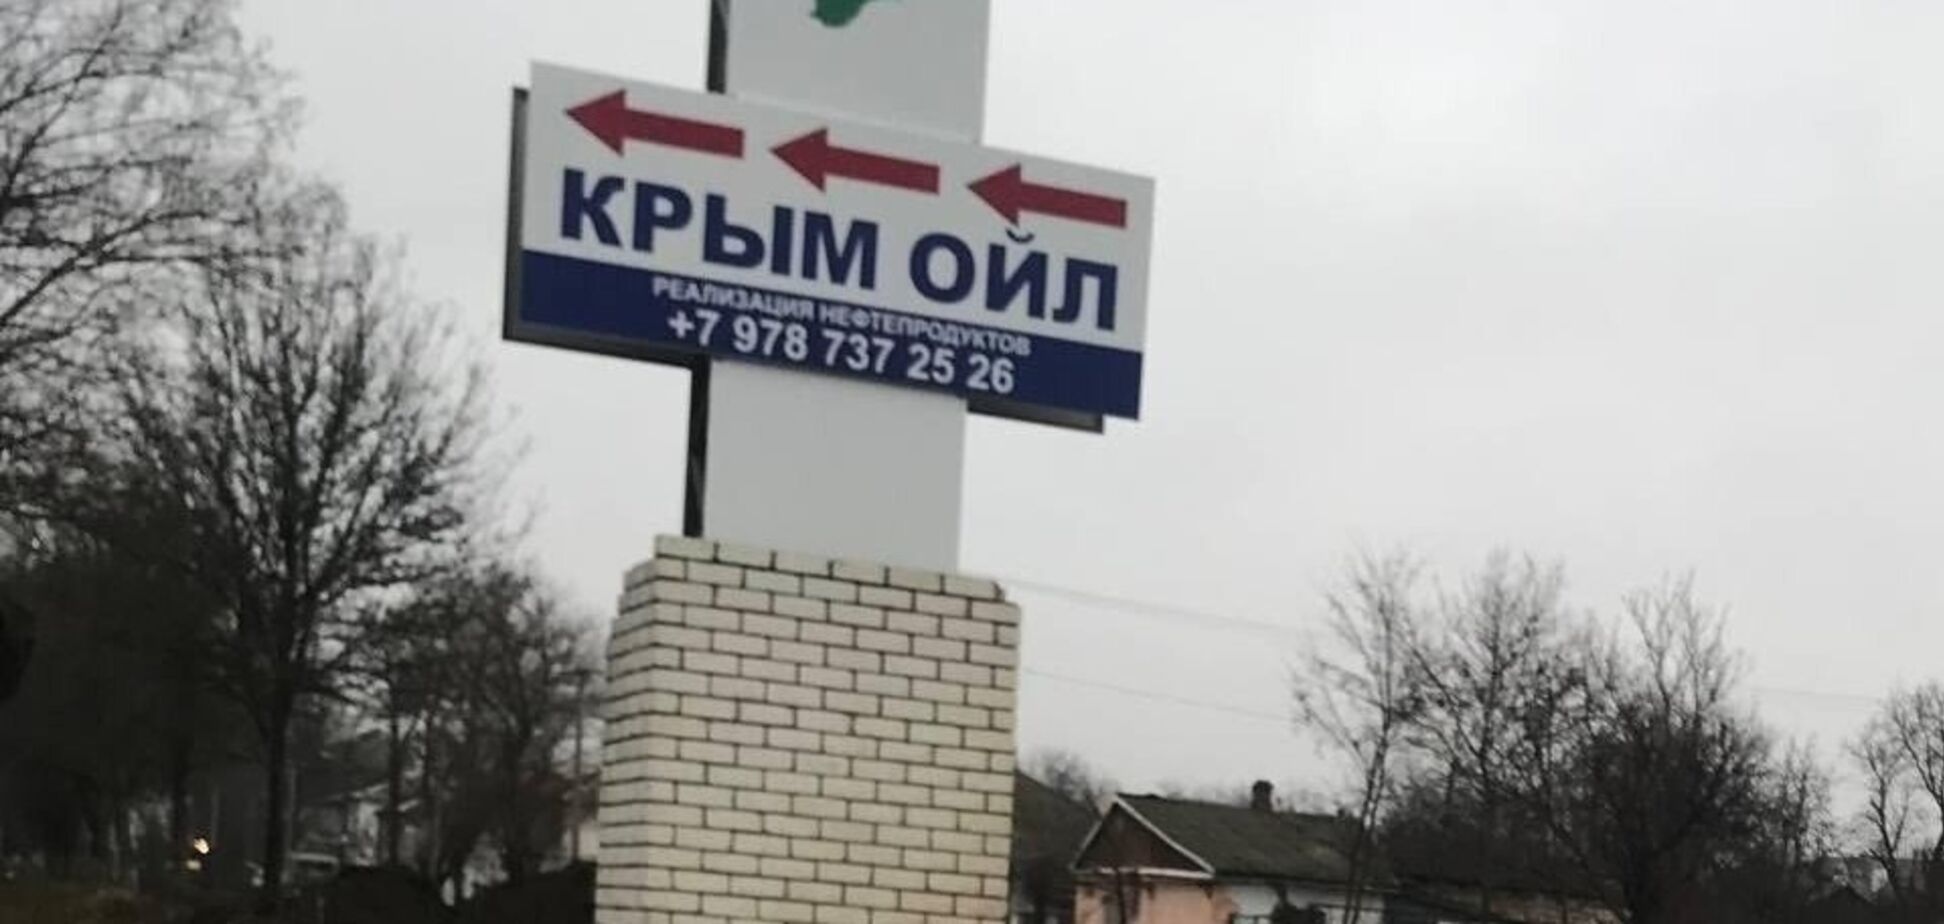 КРЫМ ОЙЛ
РЕАЛИЗАЦИЯ НЕФТЕПРОДУКТОВ
+7 978 737 25 26